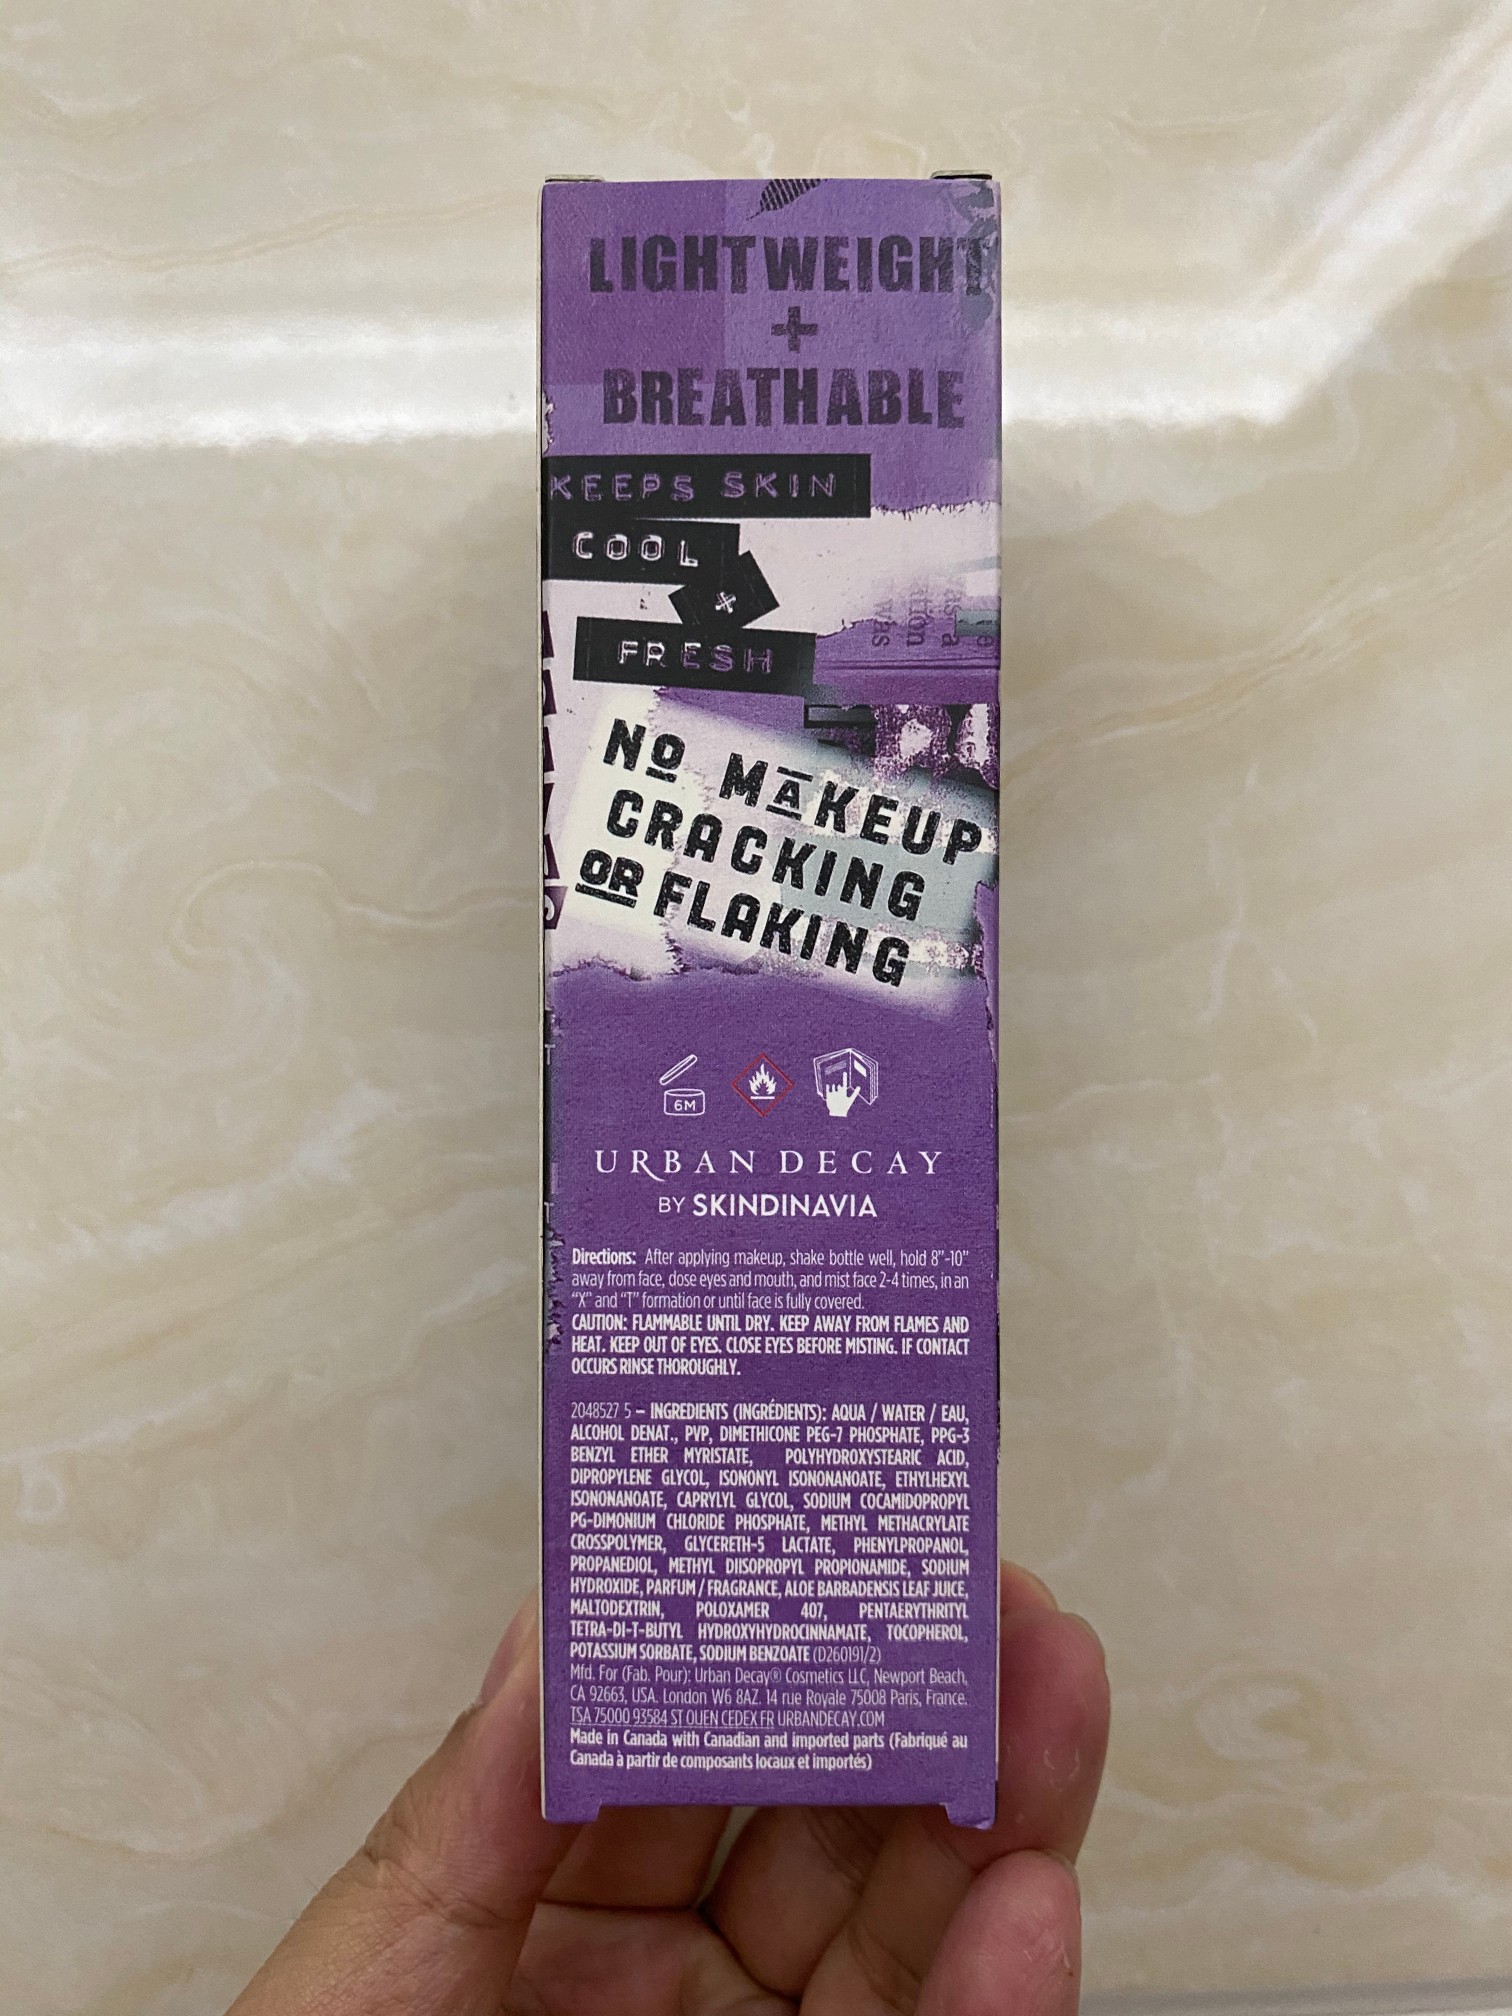 LIGHTWEIGHT
+
BREATHABLE
KEEPS SKIN
COOL
+
FRESH
was
ation
was a
NO MAKEUP
CRACKING
OR FLAKING
6M
URBAN DECAY
BY SKINDINAVIA
Directions: After applying makeup, shake bottle well, hold 8"-10"
away from face, close eyes and mouth, and mist face 2-4 times, in an
"X" and "T" formation or until face is fully covered.
CAUTION: FLAMMABLE UNTIL DRY. KEEP AWAY FROM FLAMES AND
HEAT. KEEP OUT OF EYES. CLOSE EYES BEFORE MISTING. IF CONTACT
OCCURS RINSE THOROUGHLY.
2048527 5 – INGREDIENTS (INGRÉDIENTS): AQUA / WATER / EAU,
ALCOHOL DENAT., PVP, DIMETHICONE PEG-7 PHOSPHATE, PPG-3
BENZYL ETHER MYRISTATE, POLYHYDROXYSTEARIC ACID,
DIPROPYLENE GLYCOL, ISONONYL ISONONANOATE, ETHYLHEXYL
ISONONANOATE, CAPRYLYL GLYCOL, SODIUM COCAMIDOPROPYL
PG-DIMONIUM CHLORIDE PHOSPHATE, METHYL METHACRYLATE
CROSSPOLYMER, GLYCERETH-5 LACTATE, PHENYLPROPANOL,
PROPANEDIOL, METHYL DIISOPROPYL PROPIONAMIDE, SODIUM
HYDROXIDE, PARFUM / FRAGRANCE, ALOE BARBADENSIS LEAF JUICE,
MALTODEXTRIN, POLOXAMER 407, PENTAERYTHRITYL
TETRA-DI-T-BUTYL HYDROXYHYDROCINNAMATE, TOCOPHEROL,
POTASSIUM SORBATE, SODIUM BENZOATE (D260191/2)
Mfd. For (Fab. Pour): Urban Decay® Cosmetics LLC, Newport Beach,
CA 92663, USA. London W6 8AZ. 14 rue Royale 75008 Paris, France.
TSA 75000 93584 ST OUEN CEDEX FR URBANDECAY.COM
Made in Canada with Canadian and imported parts (Fabriqué au
Canada à partir de composants locaux et importés)